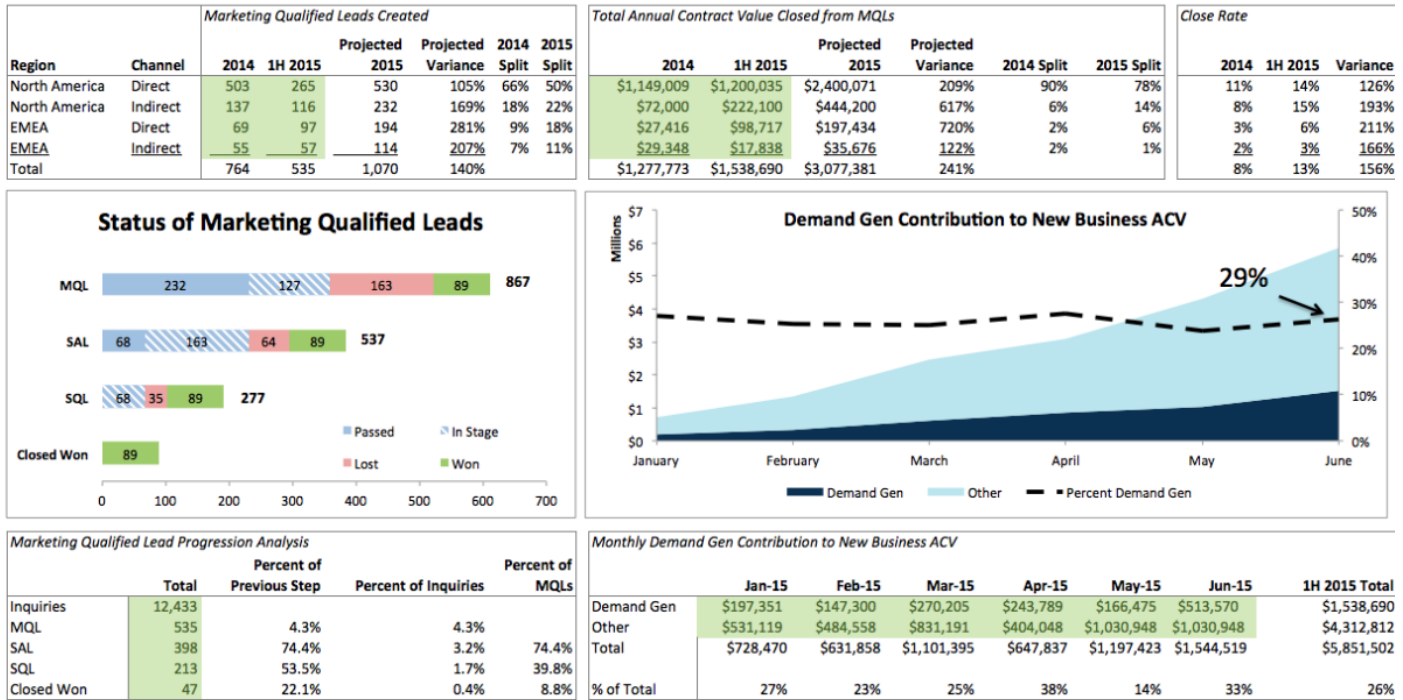 Marketing Qualified Leads Created
Projected Projected 2014 2015
Region Channel 2014 1H 2015 2015 Variance Split Split
North America Direct 503 265 530 105% 66% 50%
North America Indirect 137 116 232 169% 18% 22%
EMEA Direct 69 97 194 281% 9% 18%
EMEA Indirect 55 57 114 207% 7% 11%
Total 764 535 1,070 140%
Total Annual Contract Value Closed from MQLs
Projected Projected
2014 1H 2015 2015 Variance 2014 Split 2015 Split
$1,149,009 $1,200,035 $2,400,071 209% 90% 78%
$72,000 $222,100 $444,200 617% 6% 14%
$27,416 $98,717 $197,434 720% 2% 6%
$29,348 $17,838 $35,676 122% 2% 1%
$1,277,773 $1,538,690 $3,077,381 241%
Close Rate
2014 1H 2015 Variance
11% 14% 126%
8% 15% 193%
3% 6% 211%
2% 3% 166%
8% 13% 156%
Status of Marketing Qualified Leads
MQL 232 127 163 89 867
SAL 68 163 64 89 537
SQL 68 35 89 277
Closed Won 89
Passed In Stage
Lost Won
0 100 200 300 400 500 600 700
Demand Gen Contribution to New Business ACV
Millions
$7 50%
$6
40%
$5
29%
$4 30%
$3
20%
$2
10%
$1
$0 0%
January February March April May June
Demand Gen Other Percent Demand Gen
Marketing Qualified Lead Progression Analysis
Percent of Percent of
Total Previous Step Percent of Inquiries MQLs
Inquiries 12,433
MQL 535 4.3% 4.3%
SAL 398 74.4% 3.2% 74.4%
SQL 213 53.5% 1.7% 39.8%
Closed Won 47 22.1% 0.4% 8.8%
Monthly Demand Gen Contribution to New Business ACV
Jan-15 Feb-15 Mar-15 Apr-15 May-15 Jun-15 1H 2015 Total
Demand Gen $197,351 $147,300 $270,205 $243,789 $166,475 $513,570 $1,538,690
Other $531,119 $484,558 $831,191 $404,048 $1,030,948 $1,030,948 $4,312,812
Total $728,470 $631,858 $1,101,395 $647,837 $1,197,423 $1,544,519 $5,851,502
% of Total 27% 23% 25% 38% 14% 33% 26%